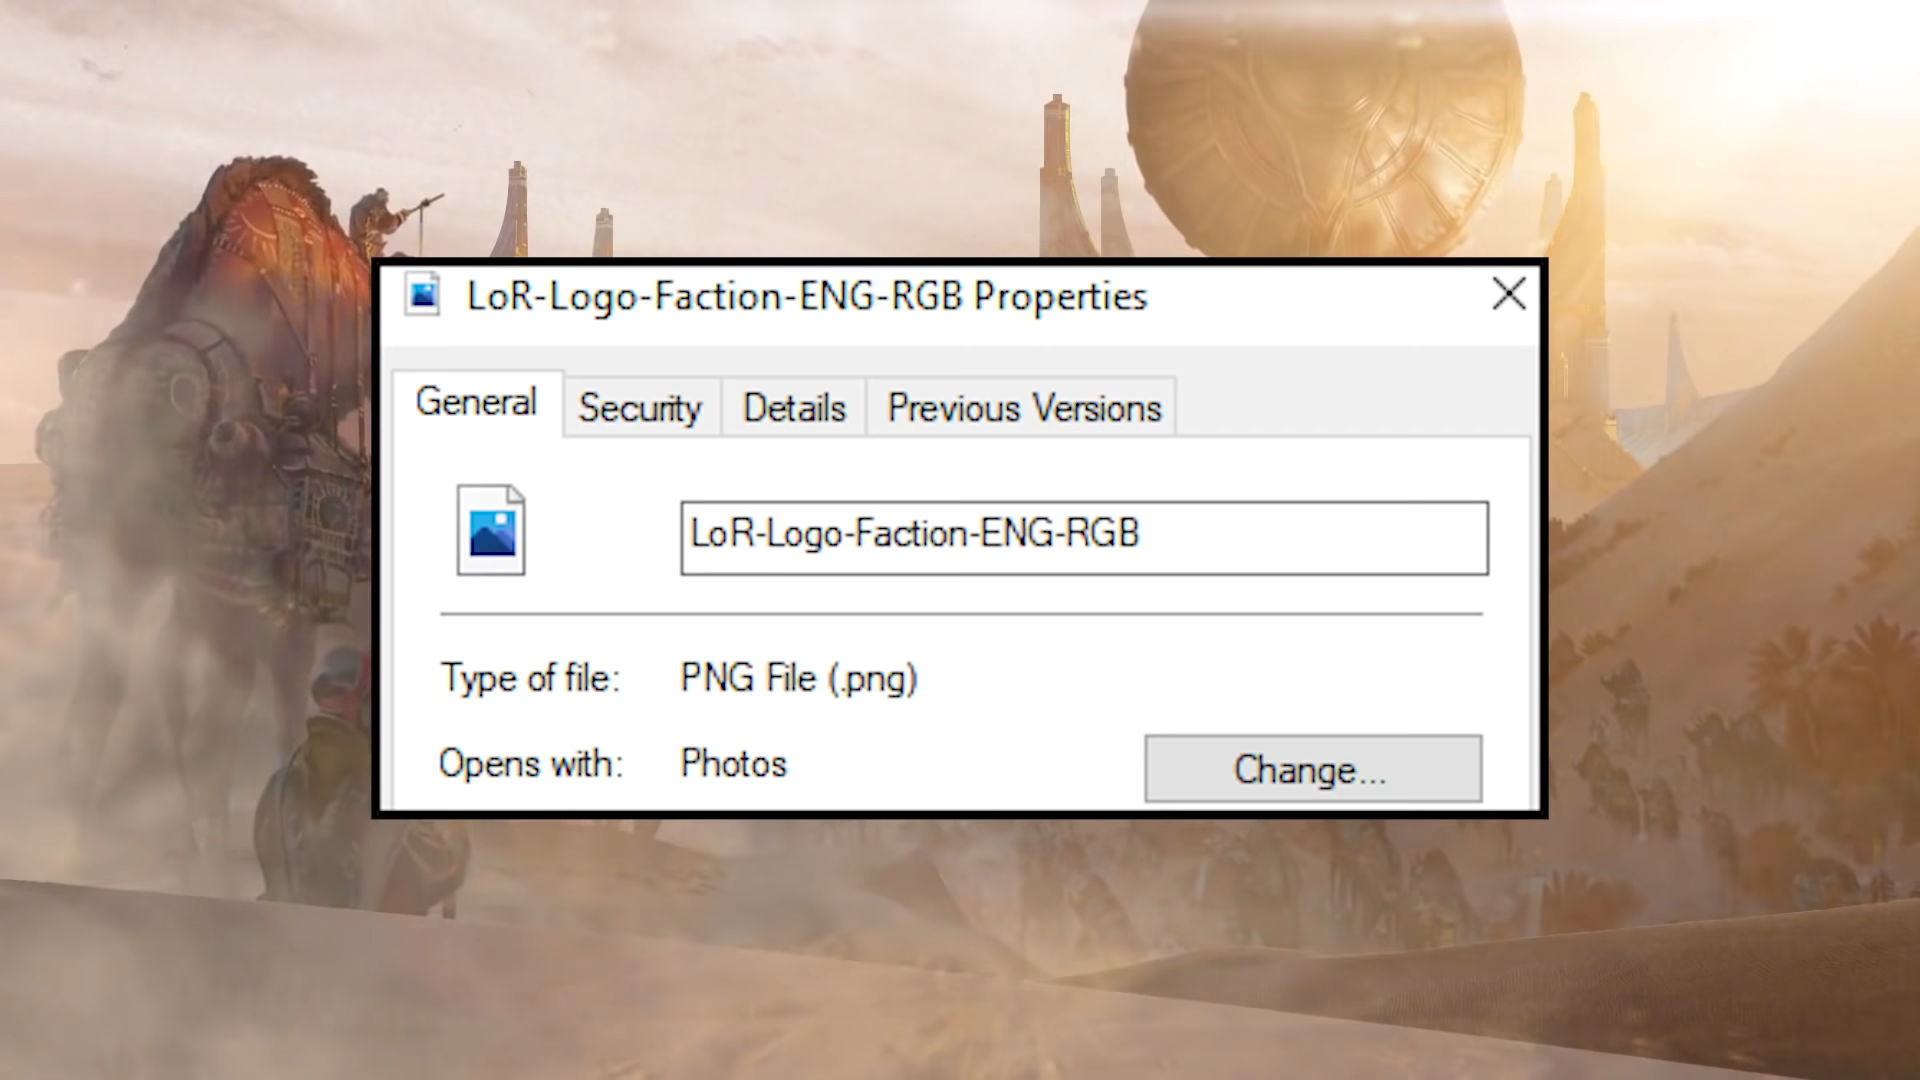 LoR-Logo-Faction-ENG-RGB Properties
General Security Details Previous Versions
LoR-Logo-Faction-ENG-RGB
Type of file: PNG File (.png)
Opens with: Photos Change...